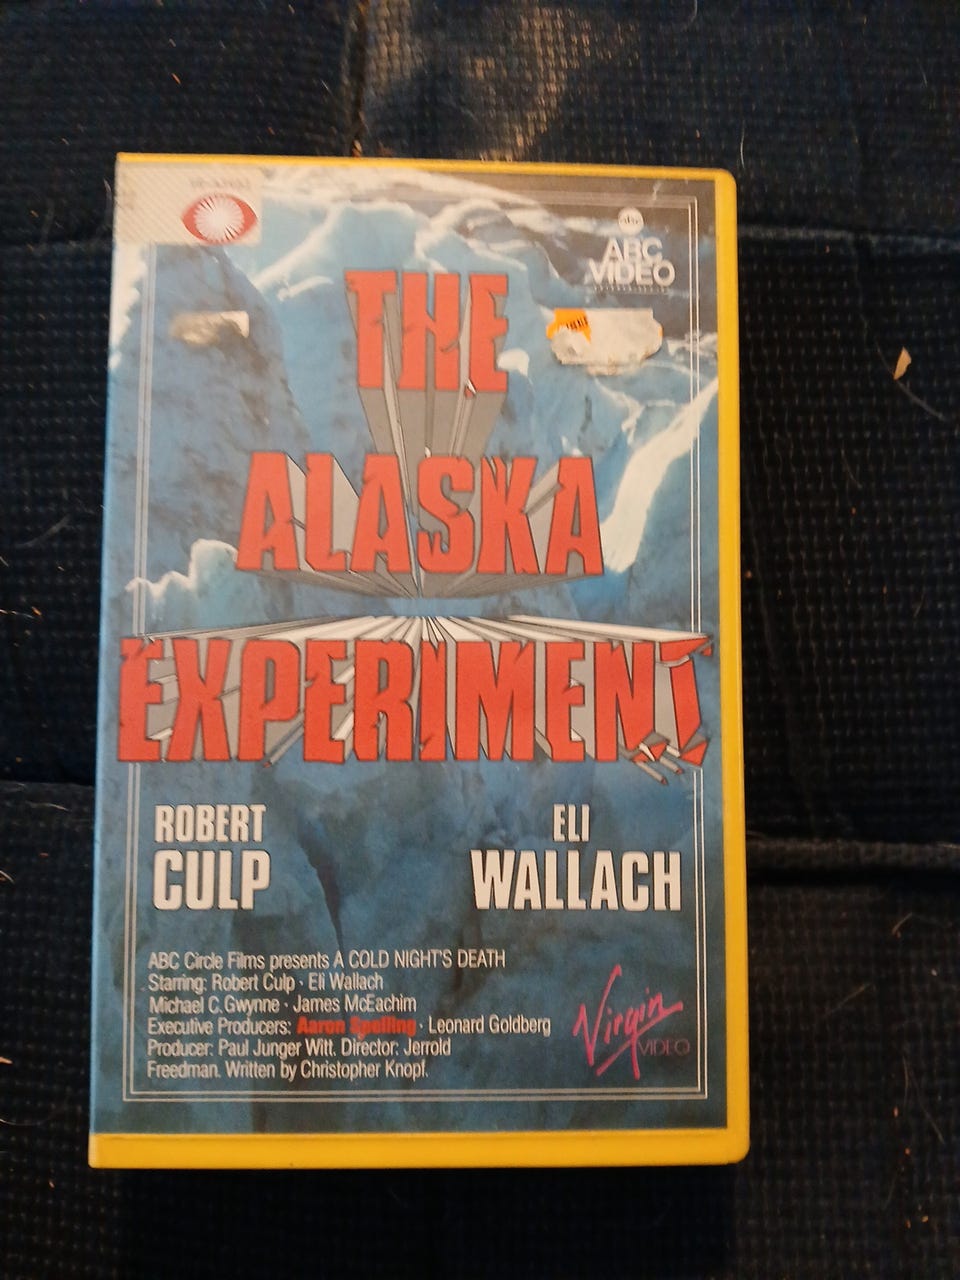 abc
ABC
VIDEO
THE
ALASKA
EXPERIMENT
ROBERT
CULP
ELI
WALLACH
ABC Circle Films presents A COLD NIGHT'S DEATH
Starring: Robert Culp · Eli Wallach
Michael C. Gwynne · James McEachim
Executive Producers: Aaron Spelling · Leonard Goldberg
Producer: Paul Junger Witt. Director: Jerrold
Freedman. Written by Christopher Knopf.
Virgin
VIDEO